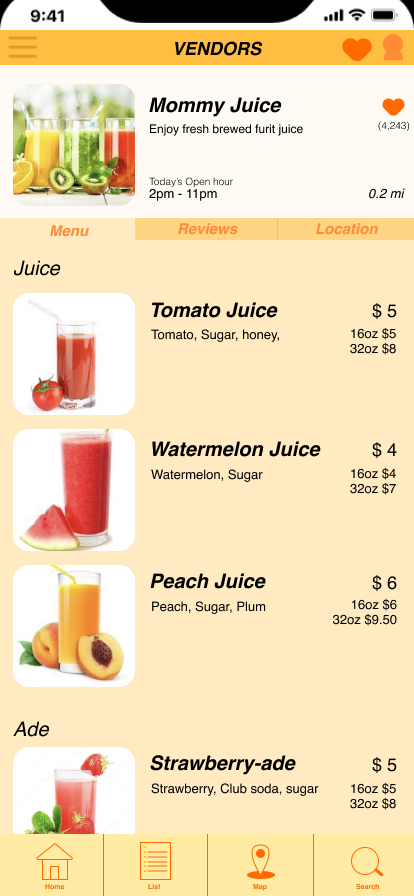 9:41
VENDORS
Mommy Juice
Enjoy fresh brewed furit juice
(4,243)
Today's Open hour
2pm - 11pm
0.2 mi
Menu
Reviews
Location
Juice
Tomato Juice
$ 5
Tomato, Sugar, honey,
16oz $5
32oz $8
Watermelon Juice
$ 4
Watermelon, Sugar
16oz $4
32oz $7
Peach Juice
$ 6
Peach, Sugar, Plum
16oz $6
32oz $9.50
Ade
Strawberry-ade
$ 5
Strawberry, Club soda, sugar
16oz $5
32oz $8
Home
List
Map
Search